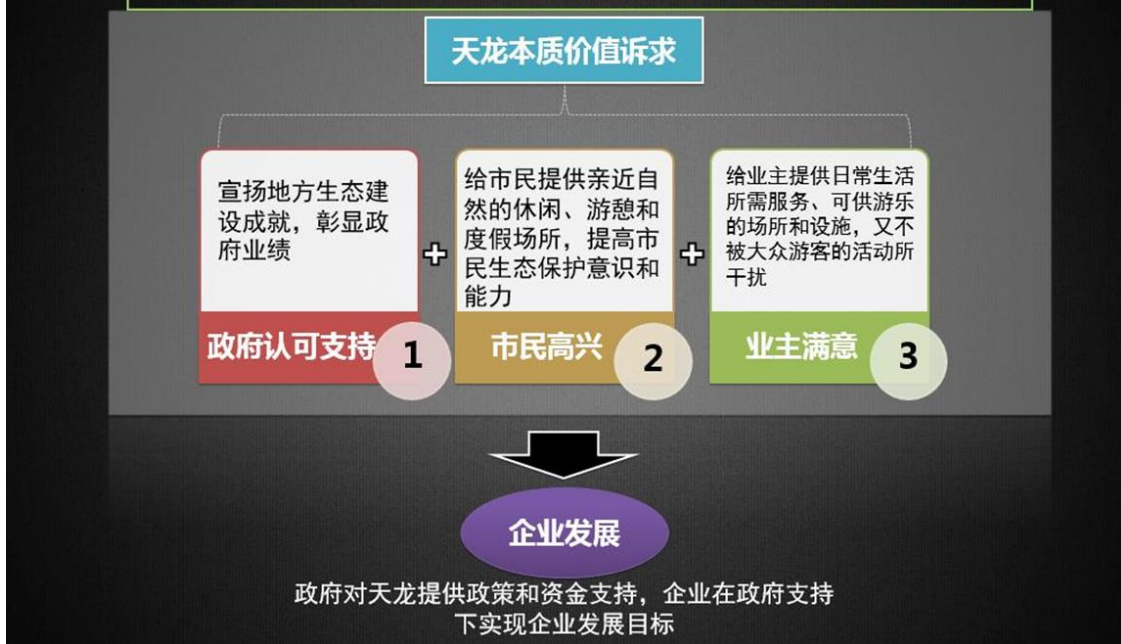 天龙本质价值诉求
宣扬地方生态建
设成就，彰显政
府业绩
政府认可支持
1
给市民提供亲近自
然的休闲、游憩和
度假场所，提高市
民生态保护意识和
能力
市民高兴
2
给业主提供日常生活
所需服务、可供游乐
的场所和设施，又不
被大众游客的活动所
干扰
业主满意
3
企业发展
政府对天龙提供政策和资金支持，企业在政府支持
下实现企业发展目标